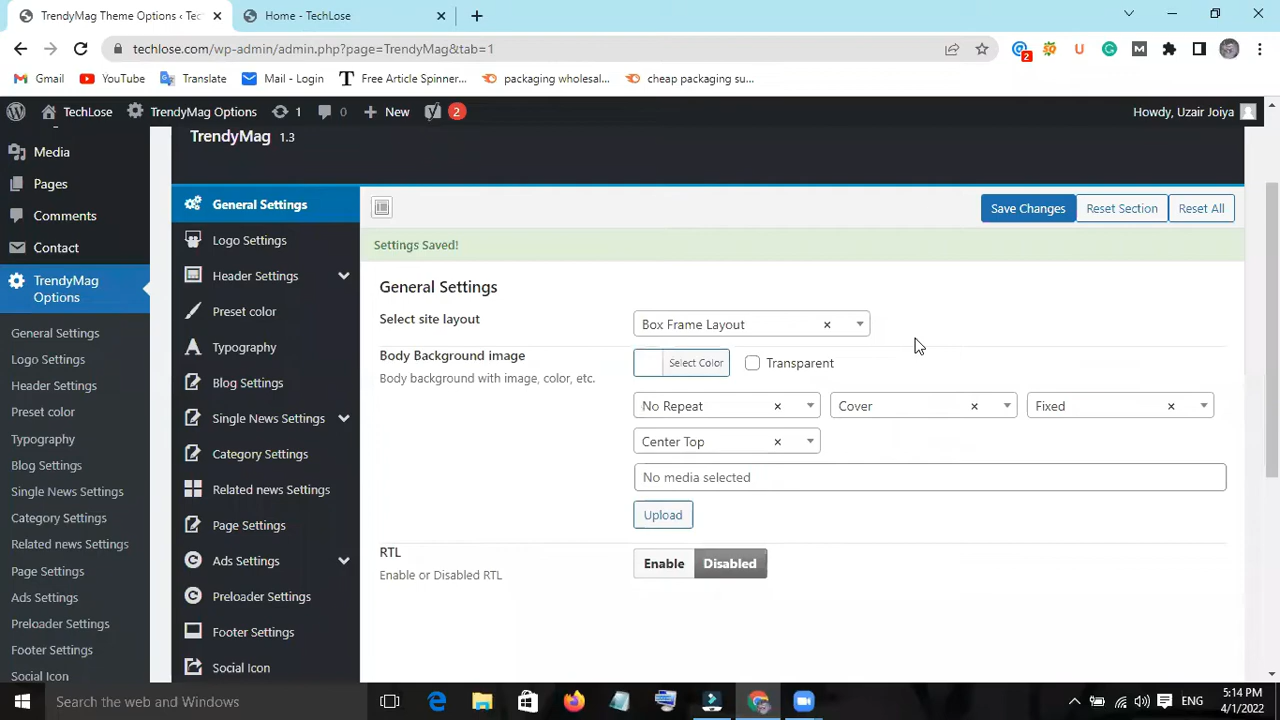 TrendyMag Theme Options ‹ Tec
Home - TechLose
techlose.com/wp-admin/admin.php?page=TrendyMag&tab=1
2
Gmail
YouTube
Translate
Mail - Login
Free Article Spinner...
packaging wholesal...
cheap packaging su...
TechLose
TrendyMag Options
1
0
New
2
Howdy, Uzair Joiya
Media
Pages
Comments
Contact
TrendyMag
Options
General Settings
Logo Settings
Header Settings
Preset color
Typography
Blog Settings
Single News Settings
Category Settings
Related news Settings
Page Settings
Ads Settings
Preloader Settings
Footer Settings
Social Icon
TrendyMag 1.3
General Settings
Logo Settings
Header Settings
Preset color
Typography
Blog Settings
Single News Settings
Category Settings
Related news Settings
Page Settings
Ads Settings
Preloader Settings
Footer Settings
Social Icon
Save Changes
Reset Section
Reset All
Settings Saved!
General Settings
Select site layout
Box Frame Layout
Body Background image
Body background with image, color, etc.
Select Color
Transparent
No Repeat
Cover
Fixed
Center Top
No media selected
Upload
RTL
Enable or Disabled RTL
Enable
Disabled
Search the web and Windows
ENG
5:14 PM
4/1/2022